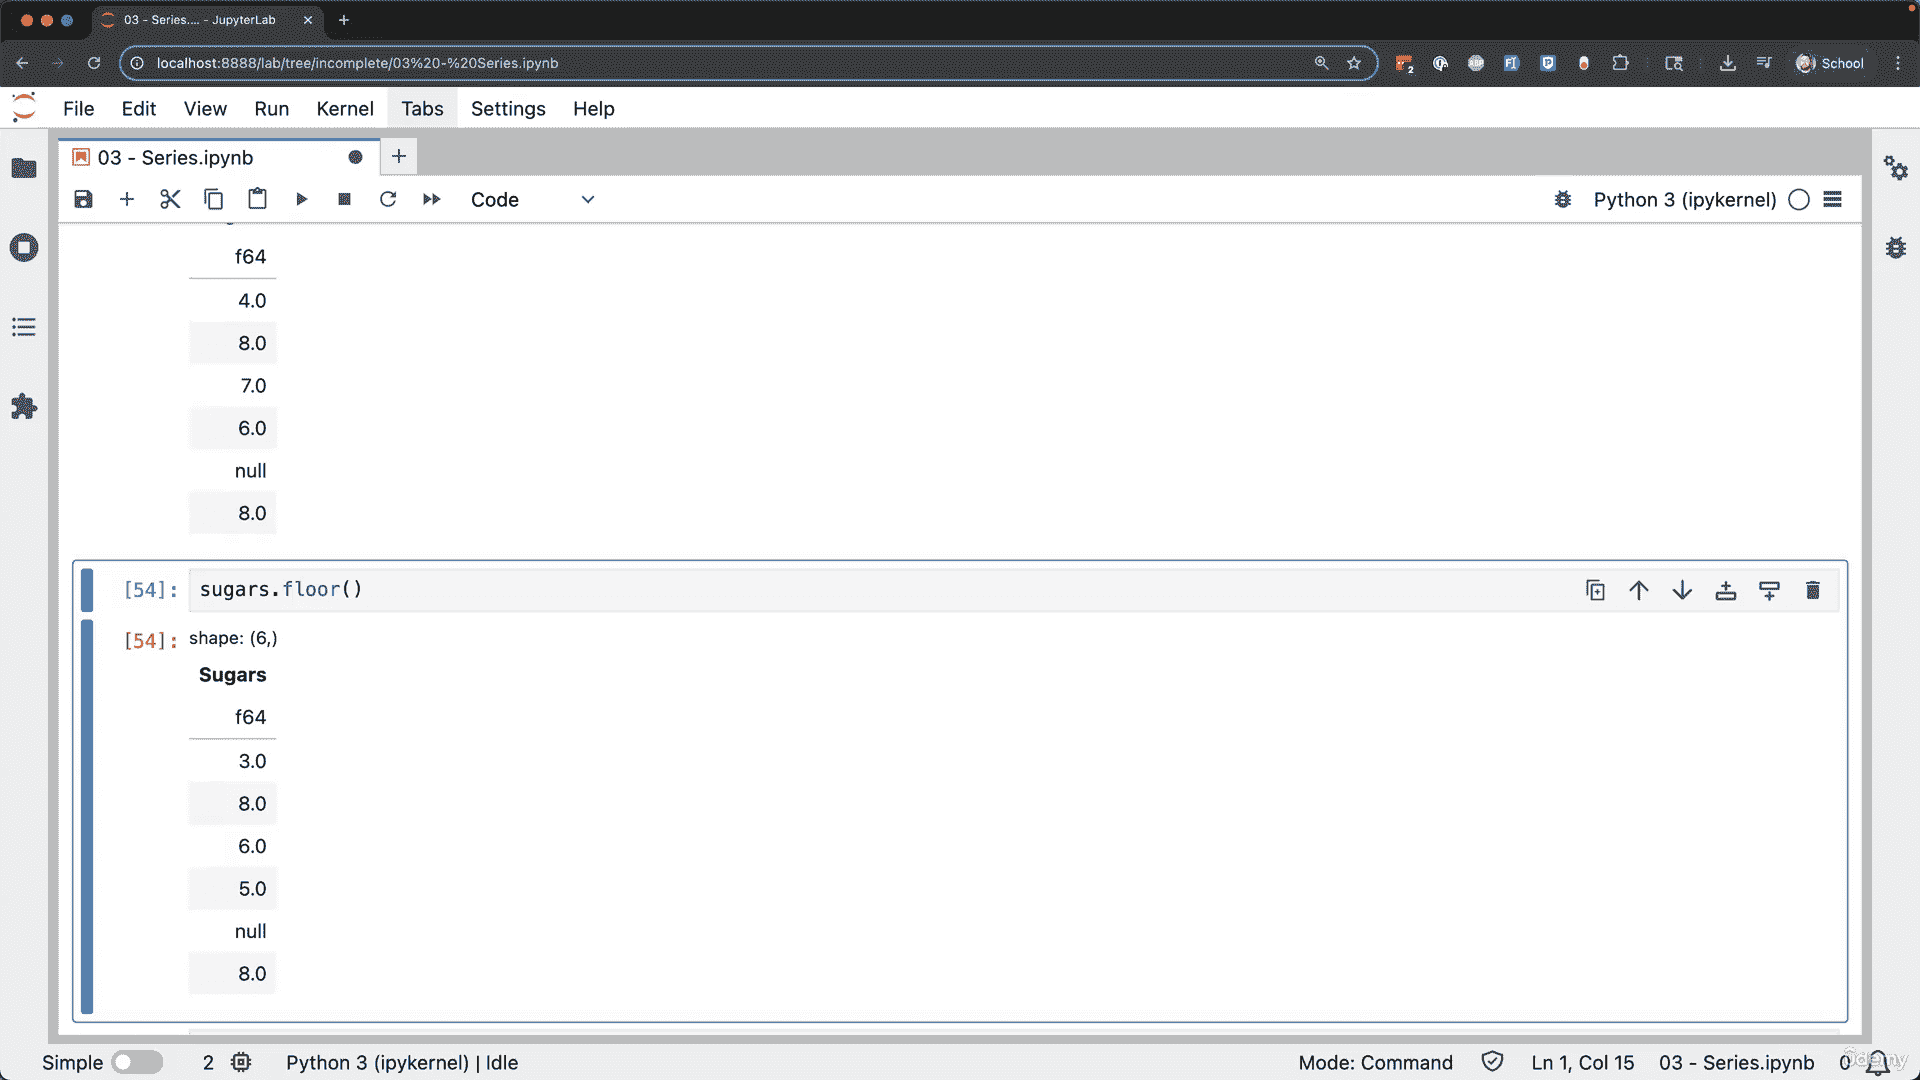 03 - Series.... - JupyterLab
localhost:8888/lab/tree/incomplete/03%20-%20Series.ipynb
2
ABP
School
File Edit View Run Kernel Tabs Settings Help
03 - Series.ipynb
Code
Python 3 (ipykernel)
f64
4.0
8.0
7.0
6.0
null
8.0
[54]: sugars.floor()
[54]: shape: (6,)
Sugars
f64
3.0
8.0
6.0
5.0
null
8.0
Simple 2 Python 3 (ipykernel) | Idle Mode: Command Ln 1, Col 15 03 - Series.ipynb 0